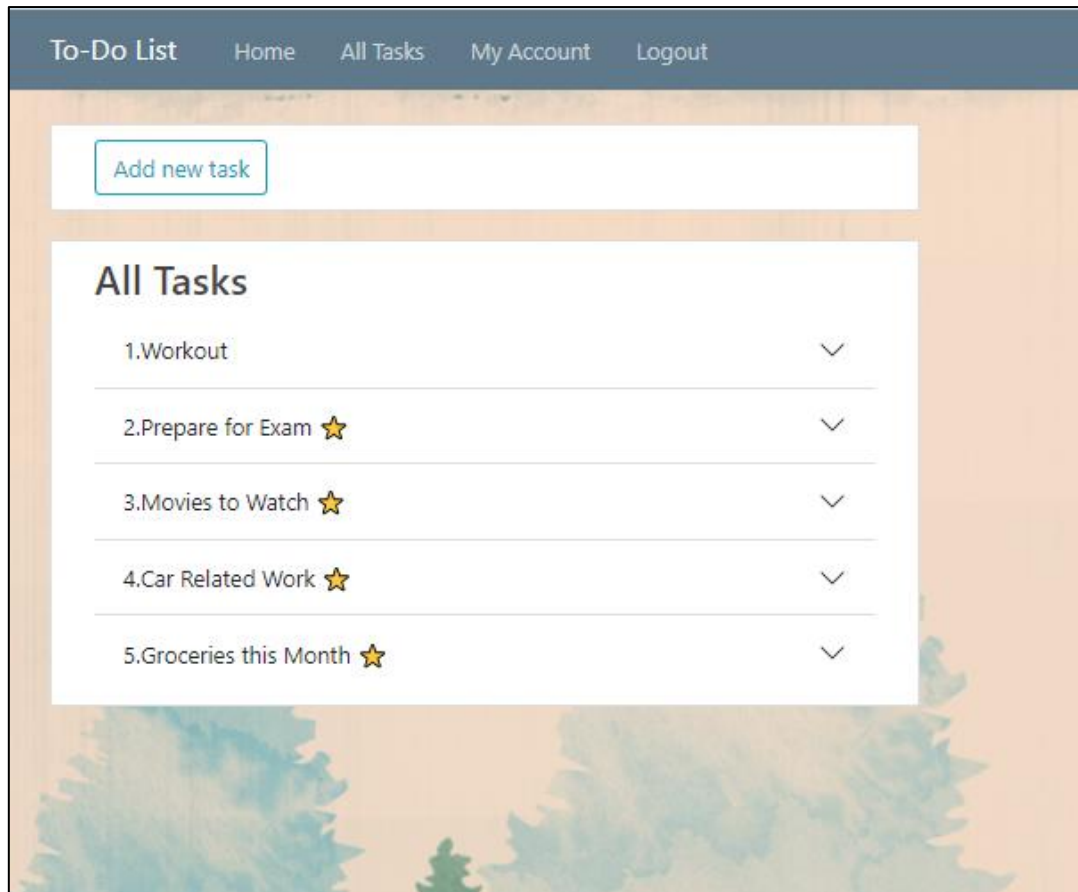 To-Do List Home All Tasks My Account Logout
Add new task
All Tasks
1.Workout
2.Prepare for Exam ⭐
3.Movies to Watch ⭐
4.Car Related Work ⭐
5.Groceries this Month ⭐